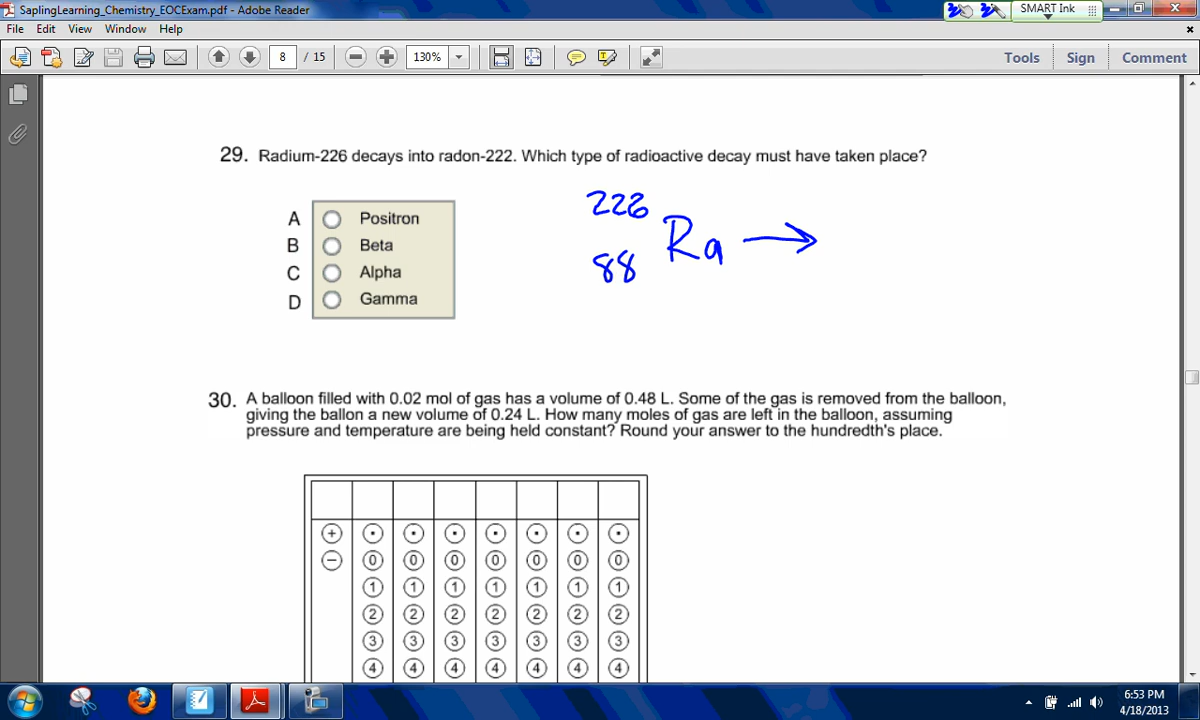 SaplingLearning_Chemistry_EOCExam.pdf - Adobe Reader
SMART Ink
File Edit View Window Help
8 / 15
130%
Tools Sign Comment
29. Radium-226 decays into radon-222. Which type of radioactive decay must have taken place?
A Positron
B Beta
C Alpha
D Gamma
226
88
Ra →
30. A balloon filled with 0.02 mol of gas has a volume of 0.48 L. Some of the gas is removed from the balloon,
giving the ballon a new volume of 0.24 L. How many moles of gas are left in the balloon, assuming
pressure and temperature are being held constant? Round your answer to the hundredth's place.
+ . . . . . . .
− 0 0 0 0 0 0 0
1 1 1 1 1 1 1
2 2 2 2 2 2 2
3 3 3 3 3 3 3
4 4 4 4 4 4 4
6:53 PM
4/18/2013